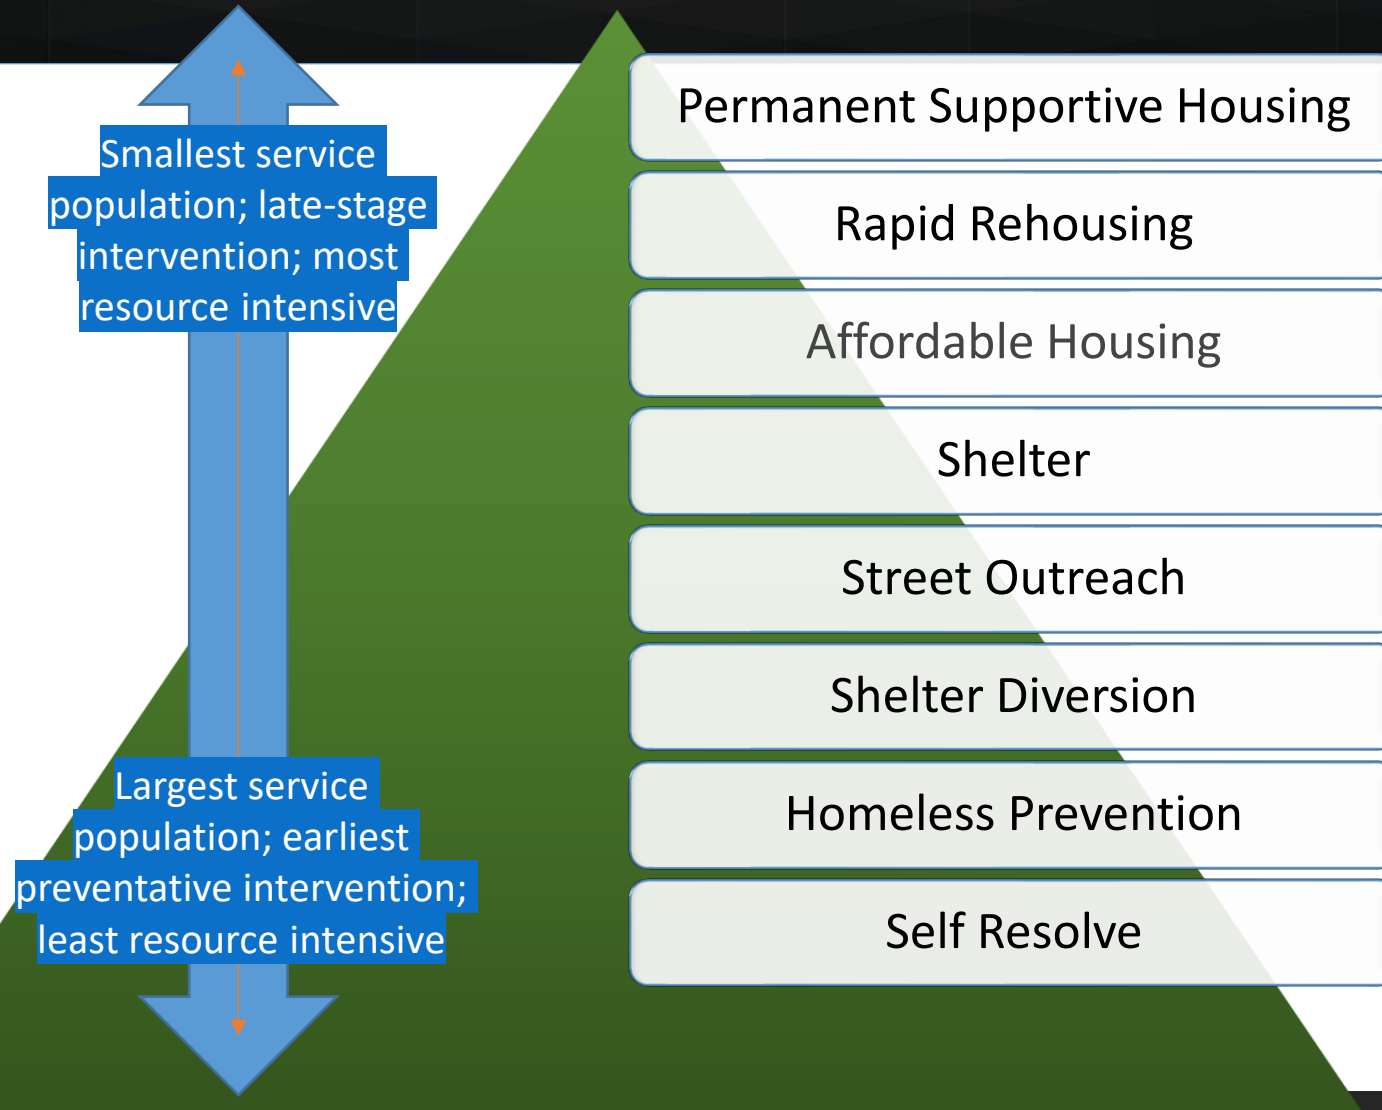 Smallest service
population; late-stage
intervention; most
resource intensive
Largest service
population; earliest
preventative intervention;
least resource intensive
Permanent Supportive Housing
Rapid Rehousing
Affordable Housing
Shelter
Street Outreach
Shelter Diversion
Homeless Prevention
Self Resolve